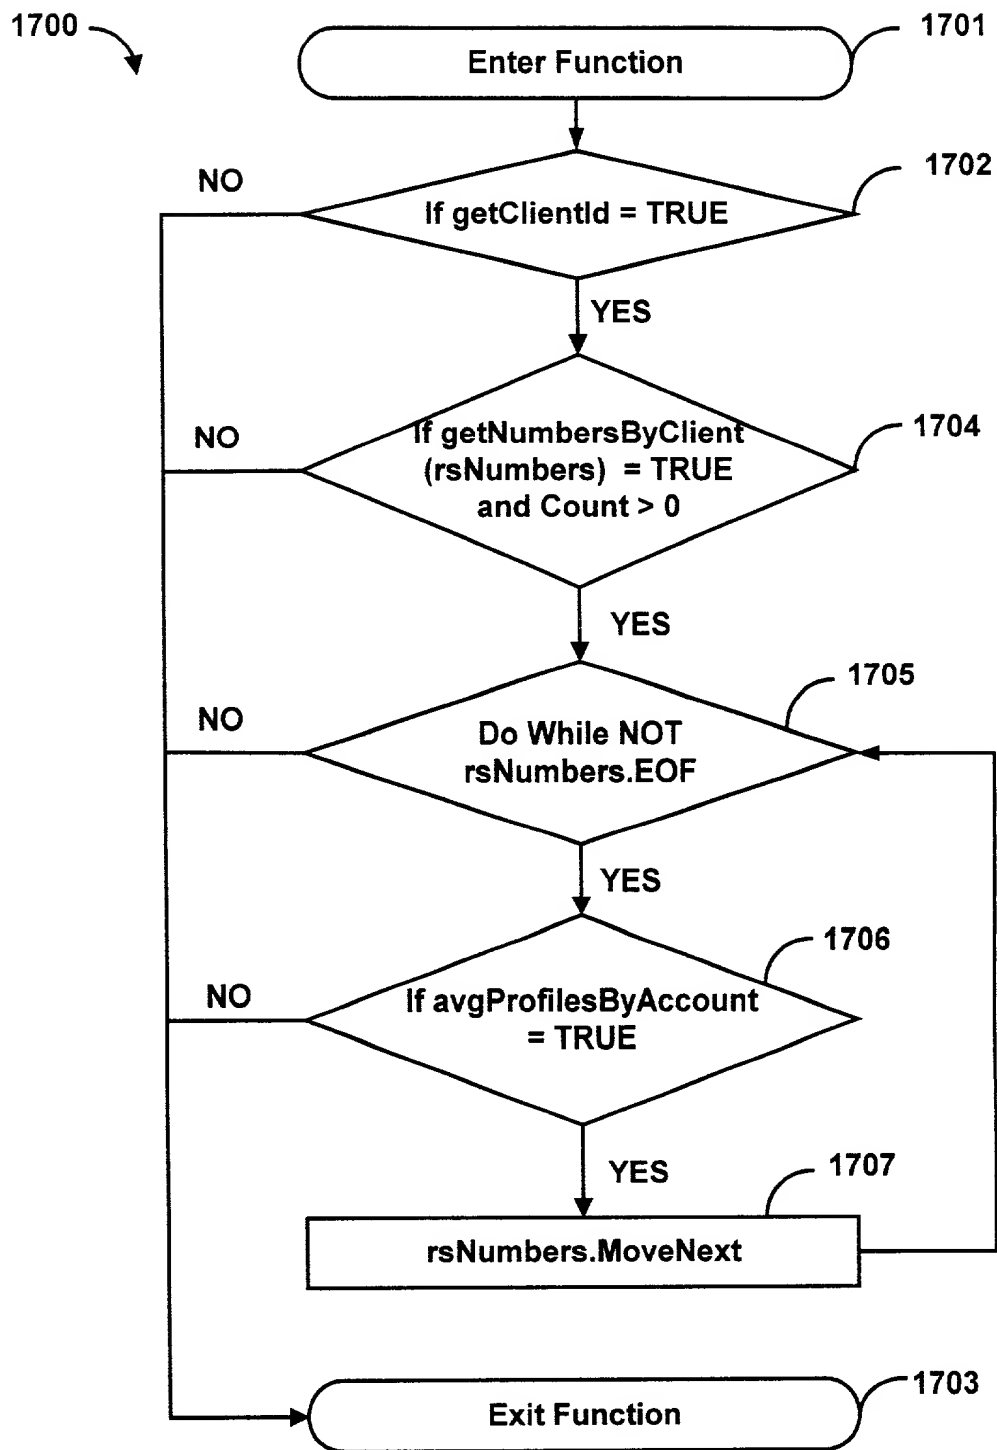 1700
1701
Enter Function
1702
NO
If getClientId = TRUE
YES
1704
NO
If getNumbersByClient
(rsNumbers) = TRUE
and Count > 0
YES
1705
NO
Do While NOT
rsNumbers.EOF
YES
1706
NO
If avgProfilesByAccount
= TRUE
YES
1707
rsNumbers.MoveNext
1703
Exit Function